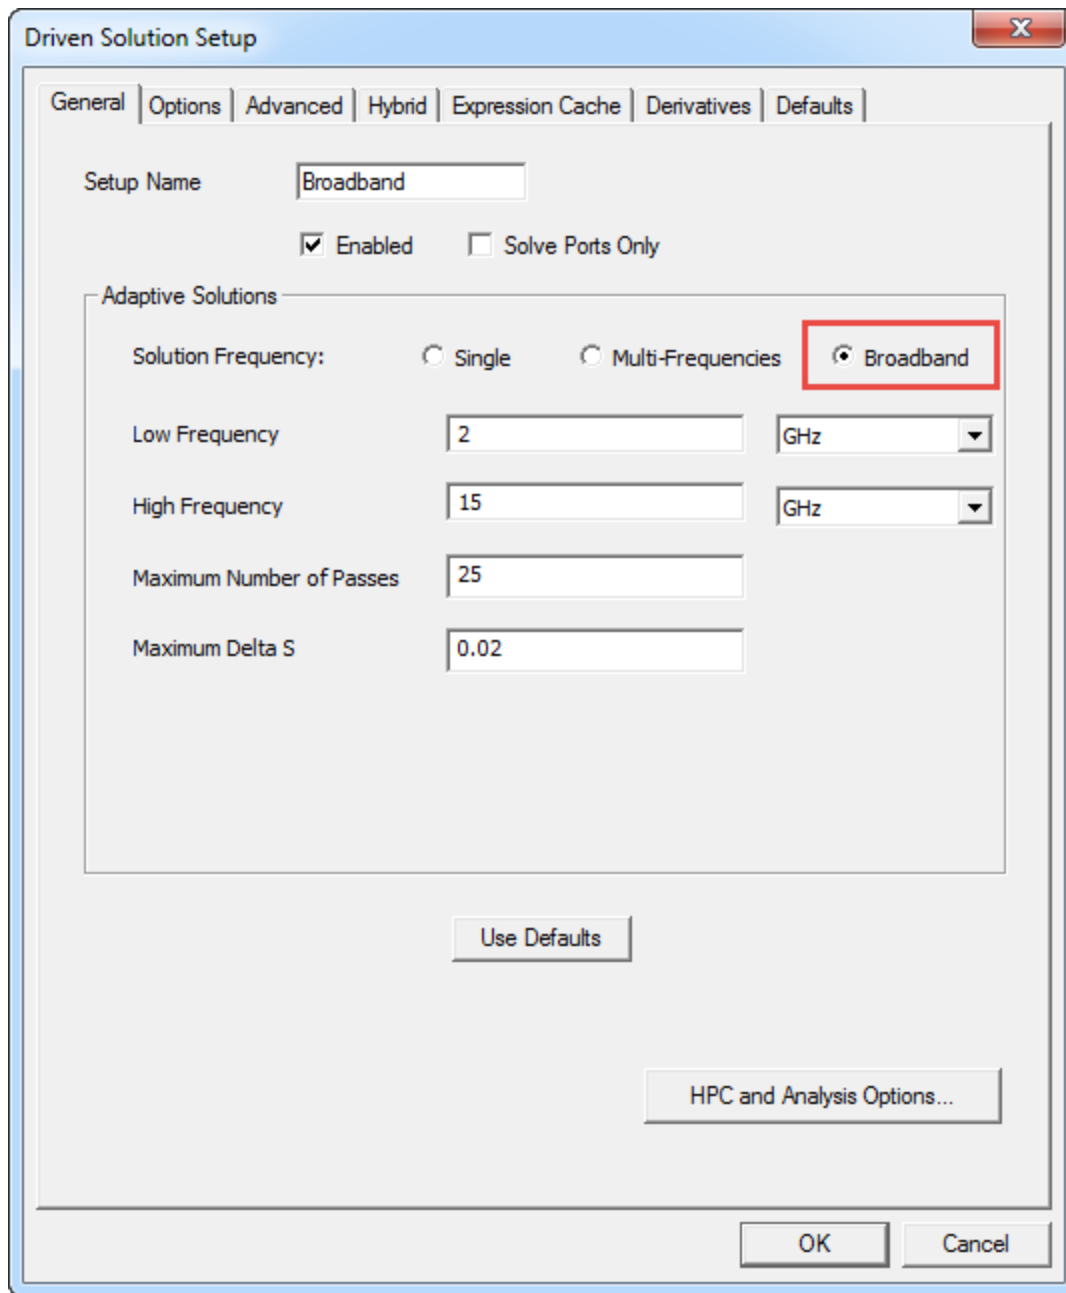 Driven Solution Setup
X
General Options Advanced Hybrid Expression Cache Derivatives Defaults
Setup Name Broadband
Enabled Solve Ports Only
Adaptive Solutions
Solution Frequency: Single Multi-Frequencies Broadband
Low Frequency 2 GHz
High Frequency 15 GHz
Maximum Number of Passes 25
Maximum Delta S 0.02
Use Defaults
HPC and Analysis Options...
OK Cancel